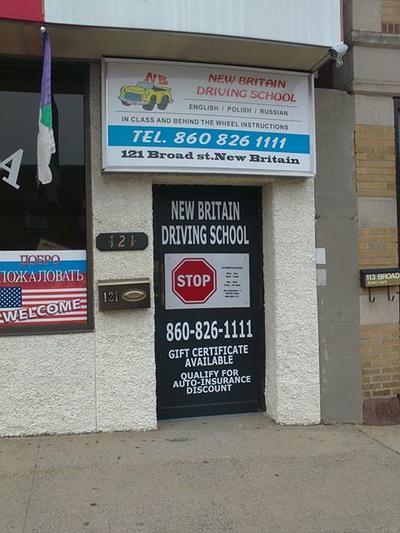 NB
NEW BRITAIN
DRIVING SCHOOL
ENGLISH / POLISH / RUSSIAN
IN CLASS AND BEHIND THE WHEEL INSTRUCTIONS
TEL. 860 826 1111
121 Broad st. New Britain
A
121
NEW BRITAIN
DRIVING SCHOOL
ДОБРО
ПОЖАЛОВАТЬ
WELCOME
121
STOP
113 BROAD
860-826-1111
GIFT CERTIFICATE
AVAILABLE
QUALIFY FOR
AUTO-INSURANCE
DISCOUNT